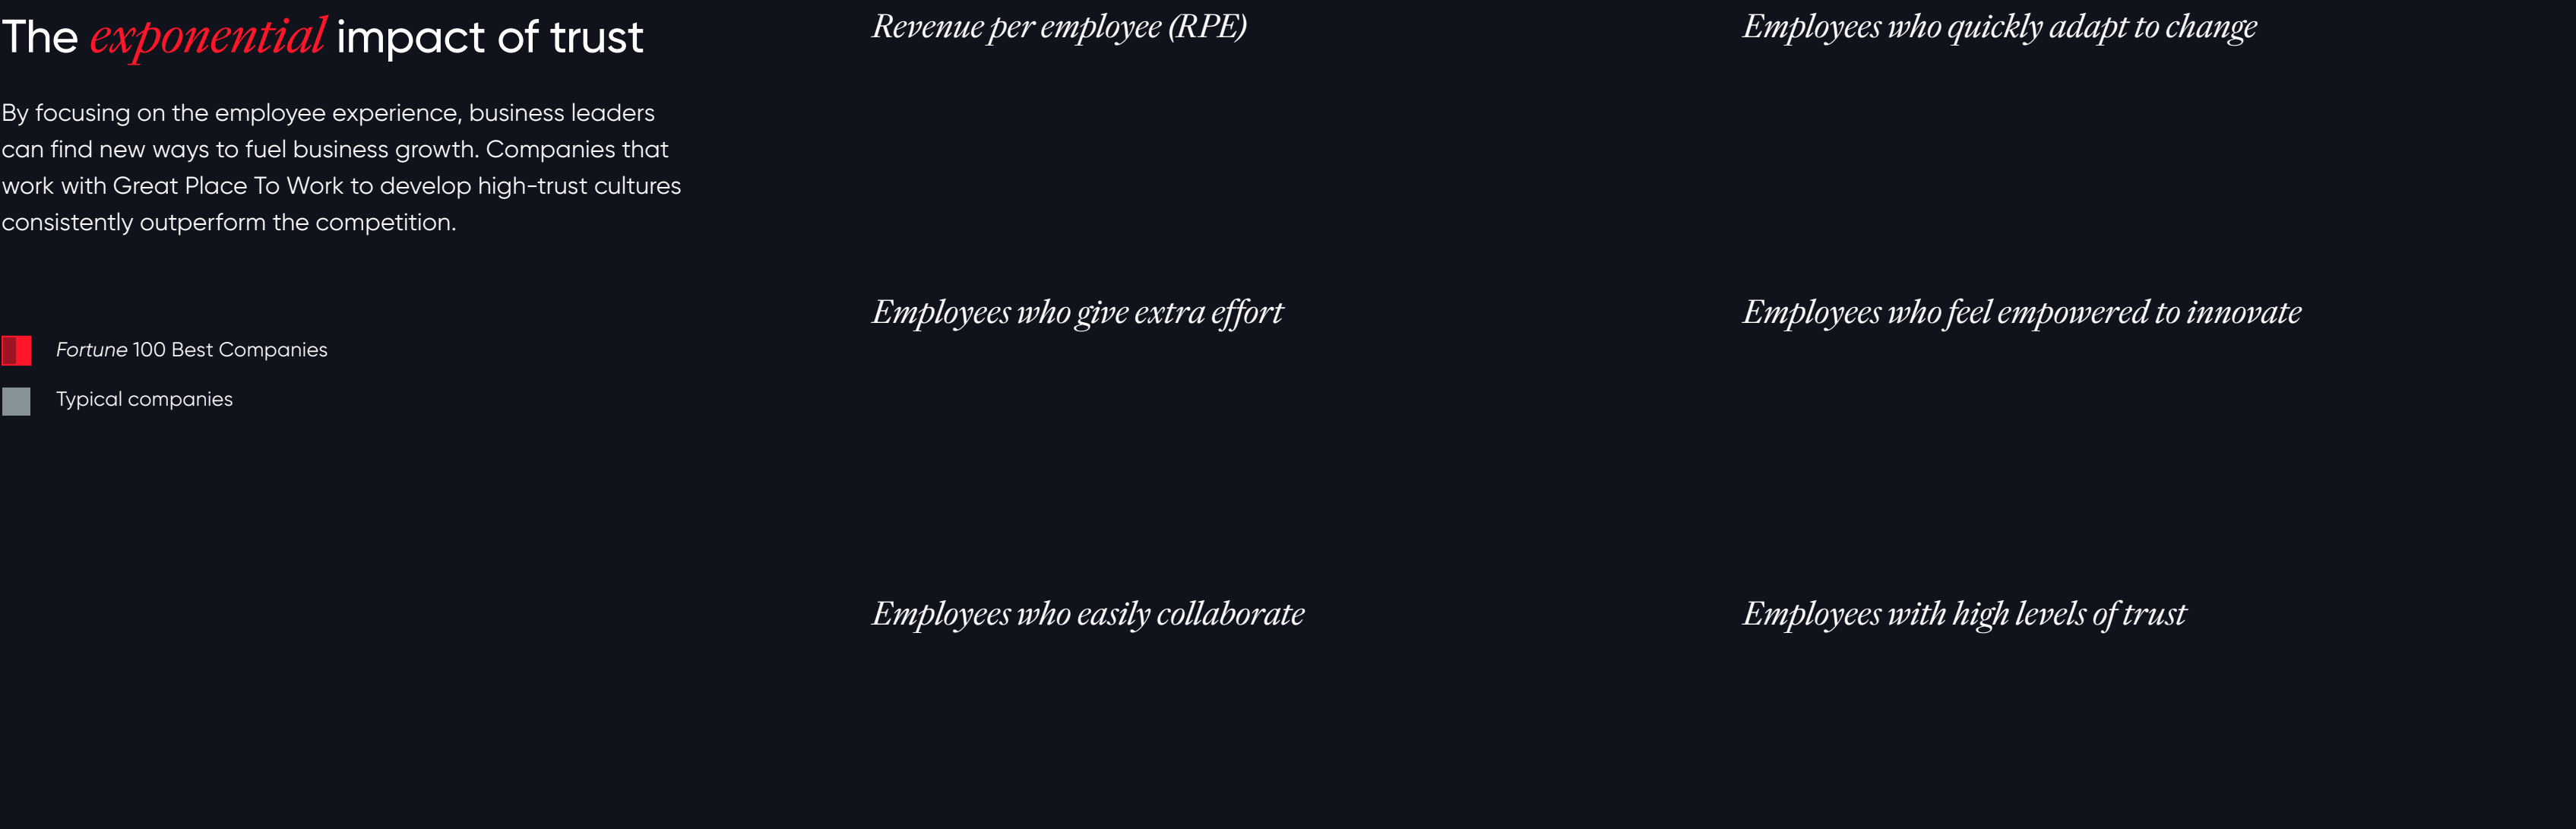 The exponential impact of trust
By focusing on the employee experience, business leaders
can find new ways to fuel business growth. Companies that
work with Great Place To Work to develop high-trust cultures
consistently outperform the competition.
Fortune 100 Best Companies
Typical companies
Revenue per employee (RPE)
Employees who quickly adapt to change
Employees who give extra effort
Employees who feel empowered to innovate
Employees who easily collaborate
Employees with high levels of trust